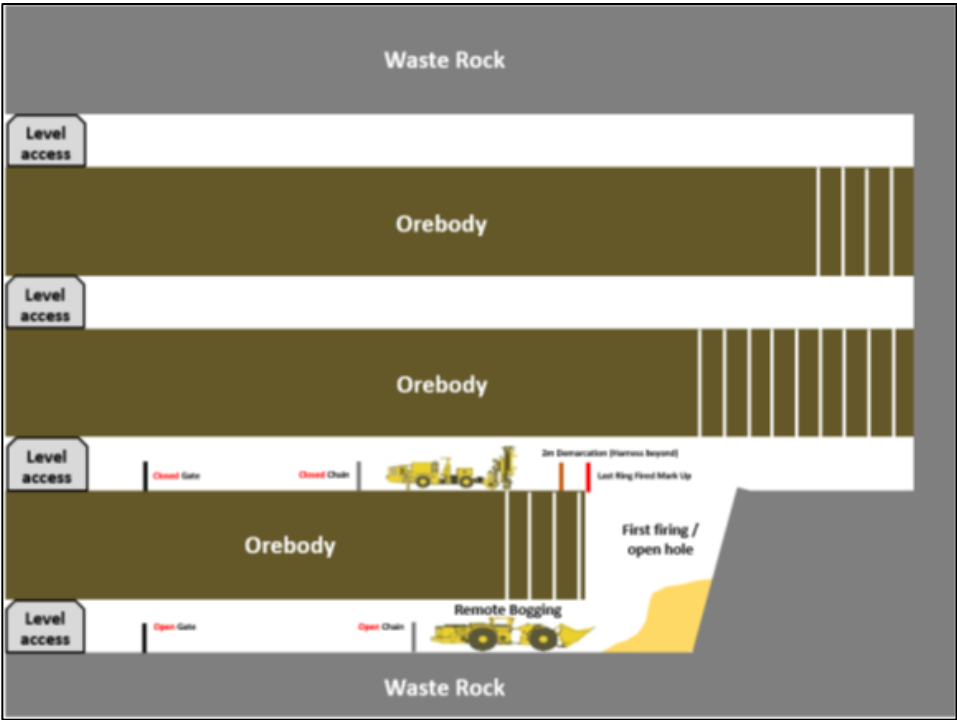 Waste Rock
Level
access
Orebody
Level
access
Orebody
Level
access
Closed Gate
Closed Chain
2m Demarcation (Harness beyond)
Last Ring Fired Mark Up
Orebody
First firing /
open hole
Level
access
Open Gate
Open Chain
Remote Bogging
Waste Rock